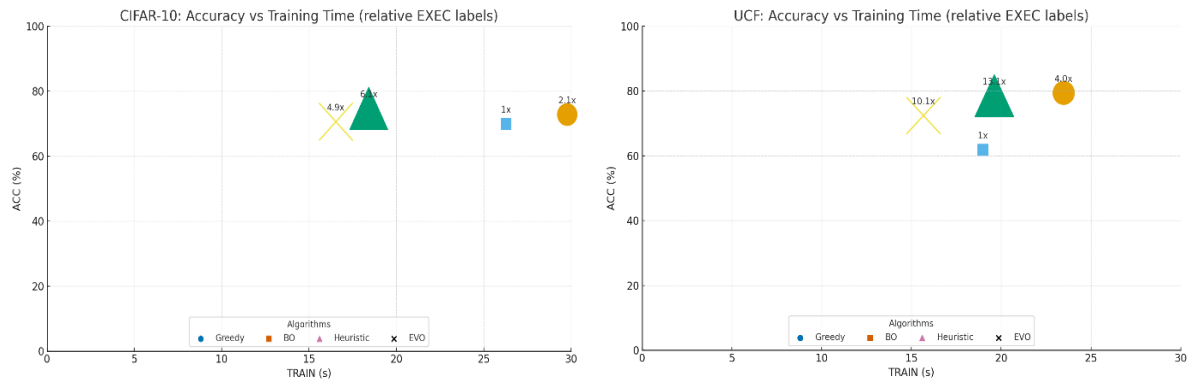 CIFAR-10: Accuracy vs Training Time (relative EXEC labels)
100
80
60
40
20
0
ACC (%)
4.9x
6.1x
1x
2.1x
Algorithms
Greedy BO Heuristic EVO
0 5 10 15 20 25 30
TRAIN (s)
UCF: Accuracy vs Training Time (relative EXEC labels)
100
80
60
40
20
0
ACC (%)
10.1x
13.1x
4.0x
1x
Algorithms
Greedy BO Heuristic EVO
0 5 10 15 20 25 30
TRAIN (s)